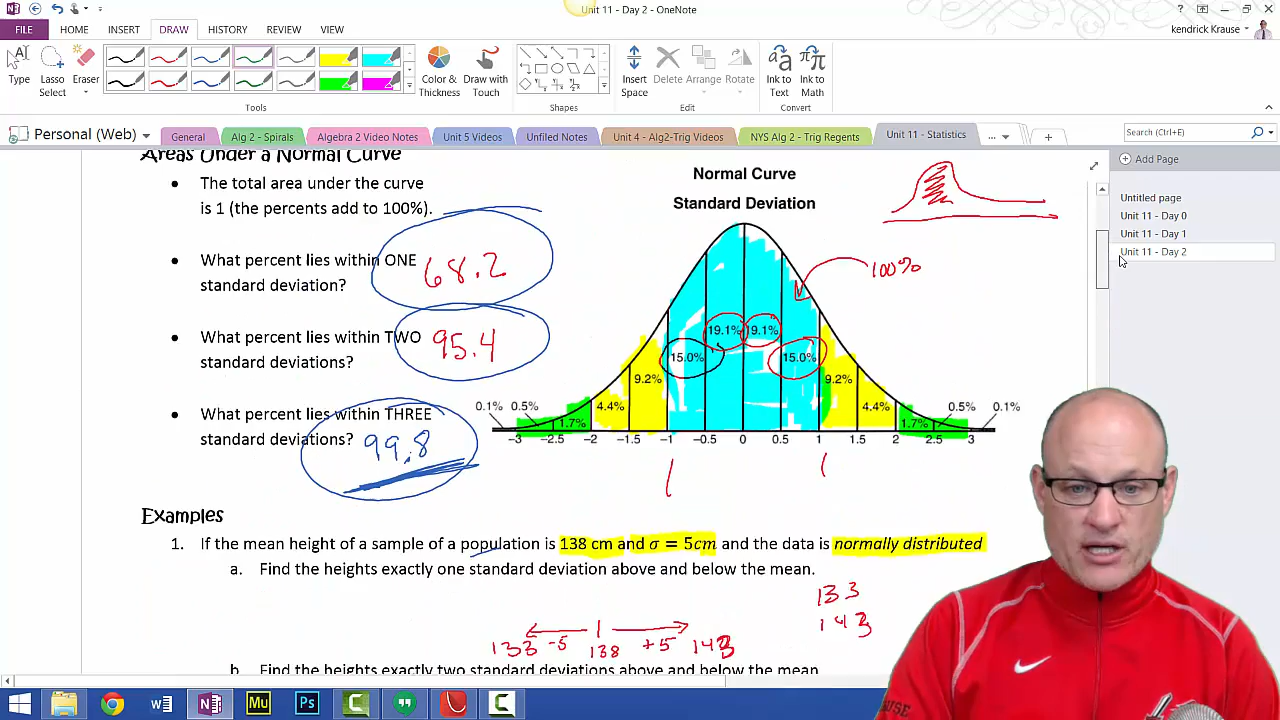 Unit 11 - Day 2 - OneNote
kendrick Krause
FILE HOME INSERT DRAW HISTORY REVIEW VIEW
Type
Lasso Select
Eraser
Color & Thickness
Draw with Touch
Insert Space
Delete
Arrange
Rotate
Ink to Text
Ink to Math
Tools
Shapes
Edit
Convert
Personal (Web)
General
Alg 2 - Spirals
Algebra 2 Video Notes
Unit 5 Videos
Unfiled Notes
Unit 4 - Alg2-Trig Videos
NYS Alg 2 - Trig Regents
Unit 11 - Statistics
...
Search (Ctrl+E)
Add Page
Untitled page
Unit 11 - Day 0
Unit 11 - Day 1
Unit 11 - Day 2
Areas Under a Normal Curve
• The total area under the curve
is 1 (the percents add to 100%).
• What percent lies within ONE
standard deviation?
68.2
• What percent lies within TWO
standard deviations?
95.4
• What percent lies within THREE
standard deviations?
99.8
Normal Curve
Standard Deviation
100%
19.1% 19.1%
15.0% 15.0%
9.2% 9.2%
4.4% 4.4%
0.1% 0.5% 1.7% 1.7% 0.5% 0.1%
−3 −2.5 −2 −1.5 −1 −0.5 0 0.5 1 1.5 2 2.5 3
Examples
1. If the mean height of a sample of a population is 138 cm and σ = 5cm and the data is normally distributed
a. Find the heights exactly one standard deviation above and below the mean.
133
143
133 -5 138 +5 143
b. Find the heights exactly two standard deviations above and below the mean